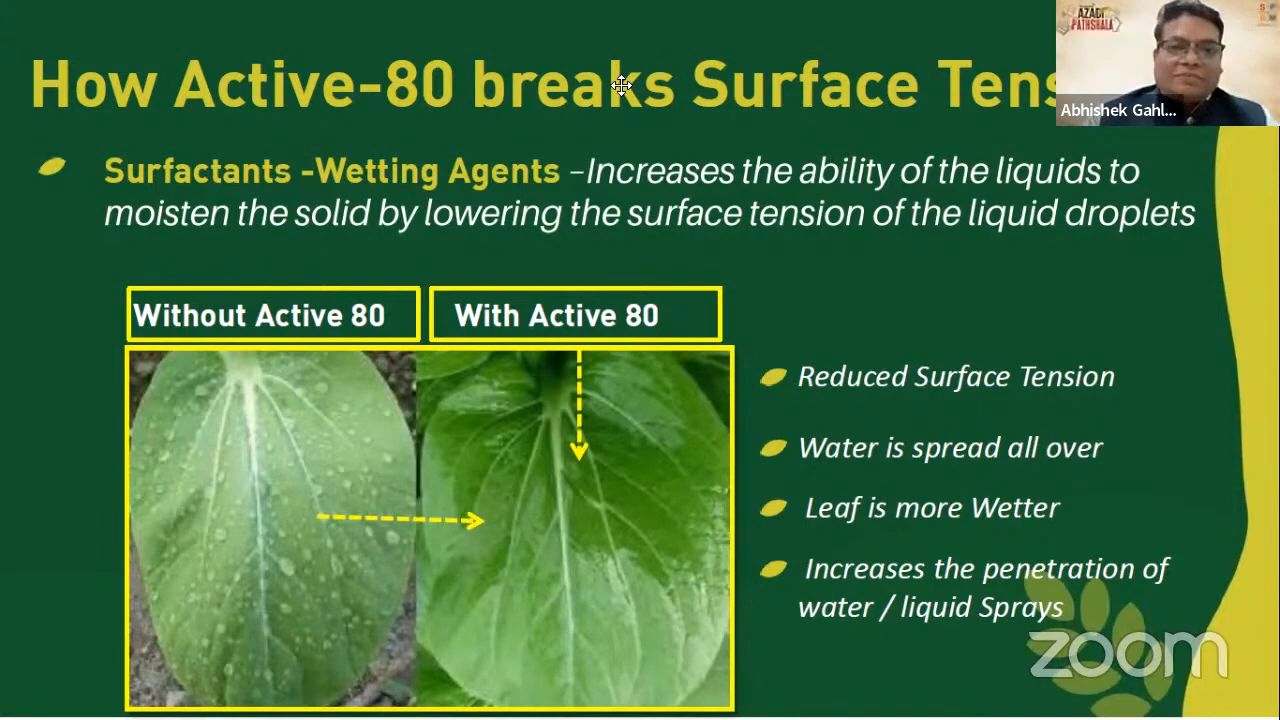 How Active-80 breaks Surface Tens
AZADI
PATHSHALA
Abhishek Gahl...
Surfactants -Wetting Agents –Increases the ability of the liquids to
moisten the solid by lowering the surface tension of the liquid droplets
Without Active 80
With Active 80
Reduced Surface Tension
Water is spread all over
Leaf is more Wetter
Increases the penetration of
water / liquid Sprays
zoom